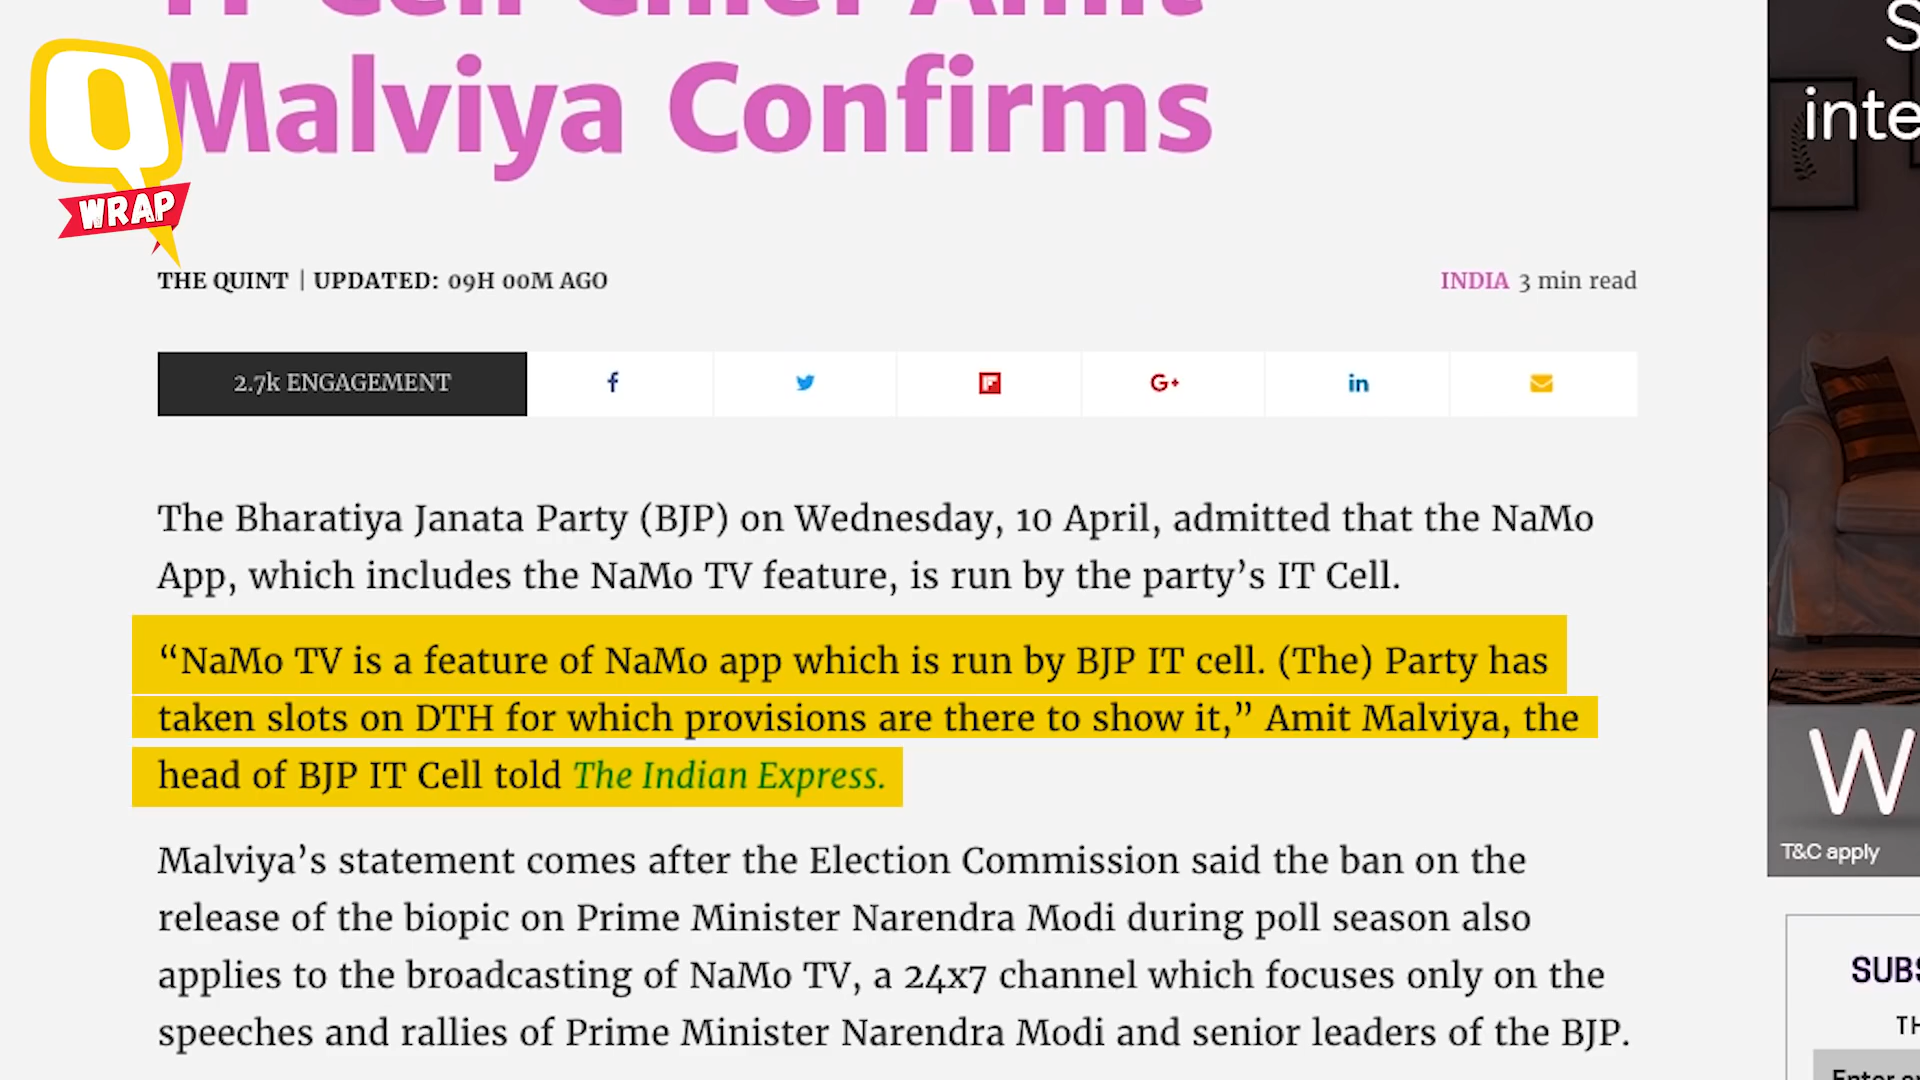 IT Cell Chief Amit
Malviya Confirms
Q
WRAP
THE QUINT | UPDATED: 09H 00M AGO
INDIA 3 min read
2.7k ENGAGEMENT
f
G+
in
The Bharatiya Janata Party (BJP) on Wednesday, 10 April, admitted that the NaMo
App, which includes the NaMo TV feature, is run by the party’s IT Cell.
“NaMo TV is a feature of NaMo app which is run by BJP IT cell. (The) Party has
taken slots on DTH for which provisions are there to show it,” Amit Malviya, the
head of BJP IT Cell told The Indian Express.
Malviya’s statement comes after the Election Commission said the ban on the
release of the biopic on Prime Minister Narendra Modi during poll season also
applies to the broadcasting of NaMo TV, a 24x7 channel which focuses only on the
speeches and rallies of Prime Minister Narendra Modi and senior leaders of the BJP.
S
inte
W
T&C apply
SUBS
TH